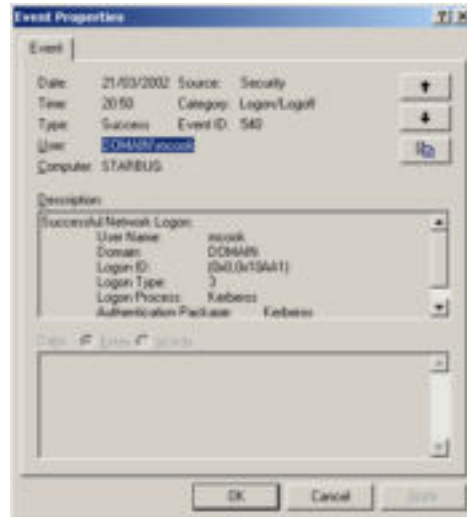 Event Properties
Event
Date: 21/03/2002 Source: Security
Time: 20:50 Category: Logon/Logoff
Type: Success Event ID: 540
User: DOMAIN\mcook
Computer: STARBUG
Description:
Successful Network Logon:
User Name: mcook
Domain: DOMAIN
Logon ID: (0x0,0x10AA1)
Logon Type: 3
Logon Process: Kerberos
Authentication Package: Kerberos
Data: Bytes Words
OK Cancel Apply